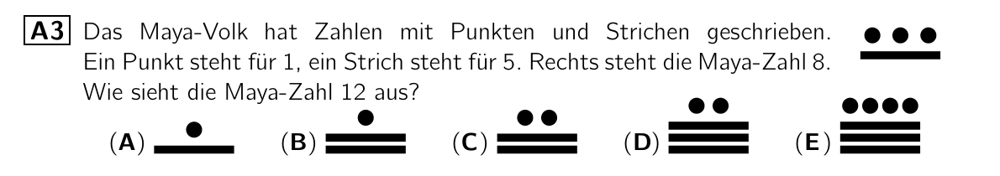 A3 Das Maya-Volk hat Zahlen mit Punkten und Strichen geschrieben.
Ein Punkt steht für 1, ein Strich steht für 5. Rechts steht die Maya-Zahl 8.
Wie sieht die Maya-Zahl 12 aus?
(A) (B) (C) (D) (E)